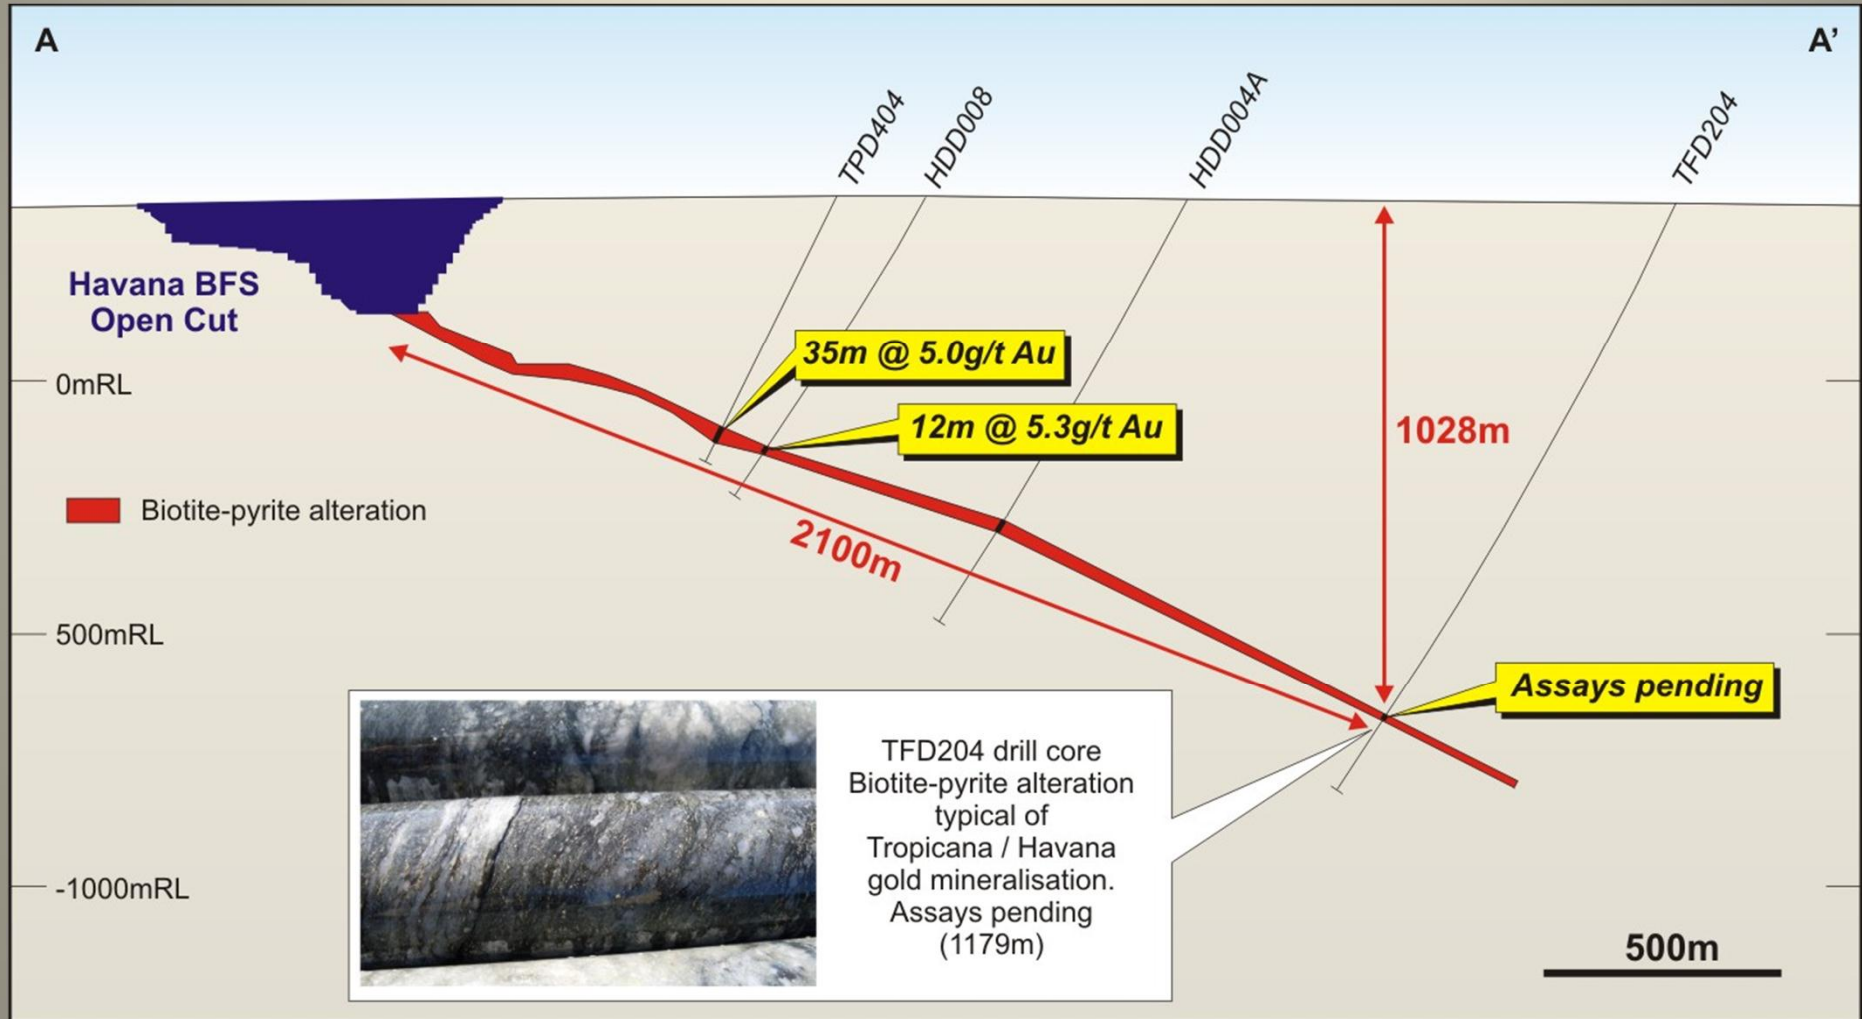 A
A’
TPD404
HDD008
HDD004A
TFD204
Havana BFS
Open Cut
35m @ 5.0g/t Au
0mRL
12m @ 5.3g/t Au
1028m
Biotite-pyrite alteration
2100m
500mRL
Assays pending
TFD204 drill core
Biotite-pyrite alteration
typical of
Tropicana / Havana
gold mineralisation.
Assays pending
(1179m)
-1000mRL
500m